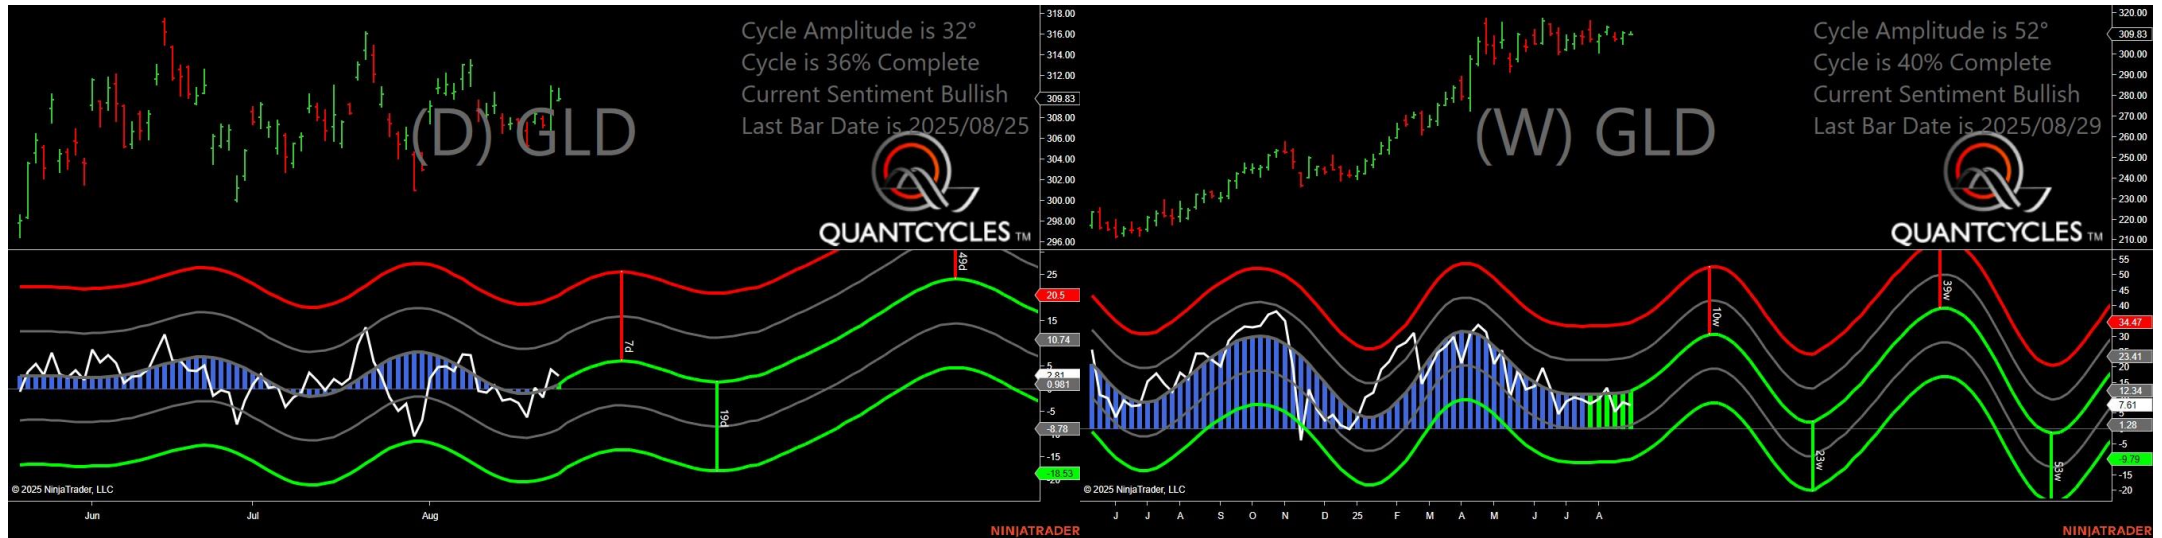 Cycle Amplitude is 32°
Cycle is 36% Complete
Current Sentiment Bullish
Last Bar Date is 2025/08/25
(D) GLD
QUANTCYCLES TM
318.00
316.00
314.00
312.00
309.83
308.00
306.00
304.00
302.00
300.00
298.00
296.00
49d
25
20.5
15
10.74
5
2.81
0.981
-5
-8.78
-15
-18.53
7d
19d
© 2025 NinjaTrader, LLC
Jun
Jul
Aug
NINJATRADER
Cycle Amplitude is 52°
Cycle is 40% Complete
Current Sentiment Bullish
Last Bar Date is 2025/08/29
(W) GLD
QUANTCYCLES TM
320.00
309.83
300.00
290.00
280.00
270.00
260.00
250.00
240.00
230.00
220.00
210.00
55
50
45
40
34.47
30
23.41
20
15
12.34
7.61
1.28
-5
-9.79
-15
-20
10w
39w
23w
53w
© 2025 NinjaTrader, LLC
J J A S O N D 25 F M A M J J A
NINJATRADER